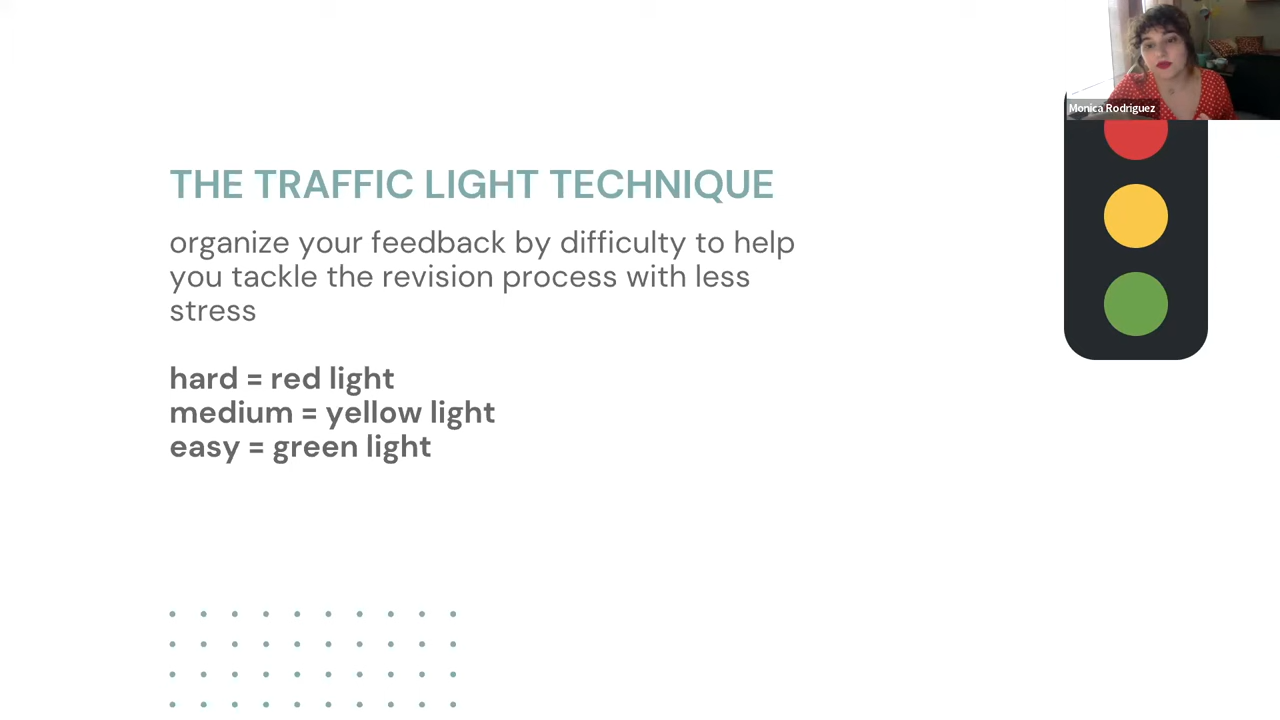 Monica Rodriguez
THE TRAFFIC LIGHT TECHNIQUE
organize your feedback by difficulty to help
you tackle the revision process with less
stress
hard = red light
medium = yellow light
easy = green light